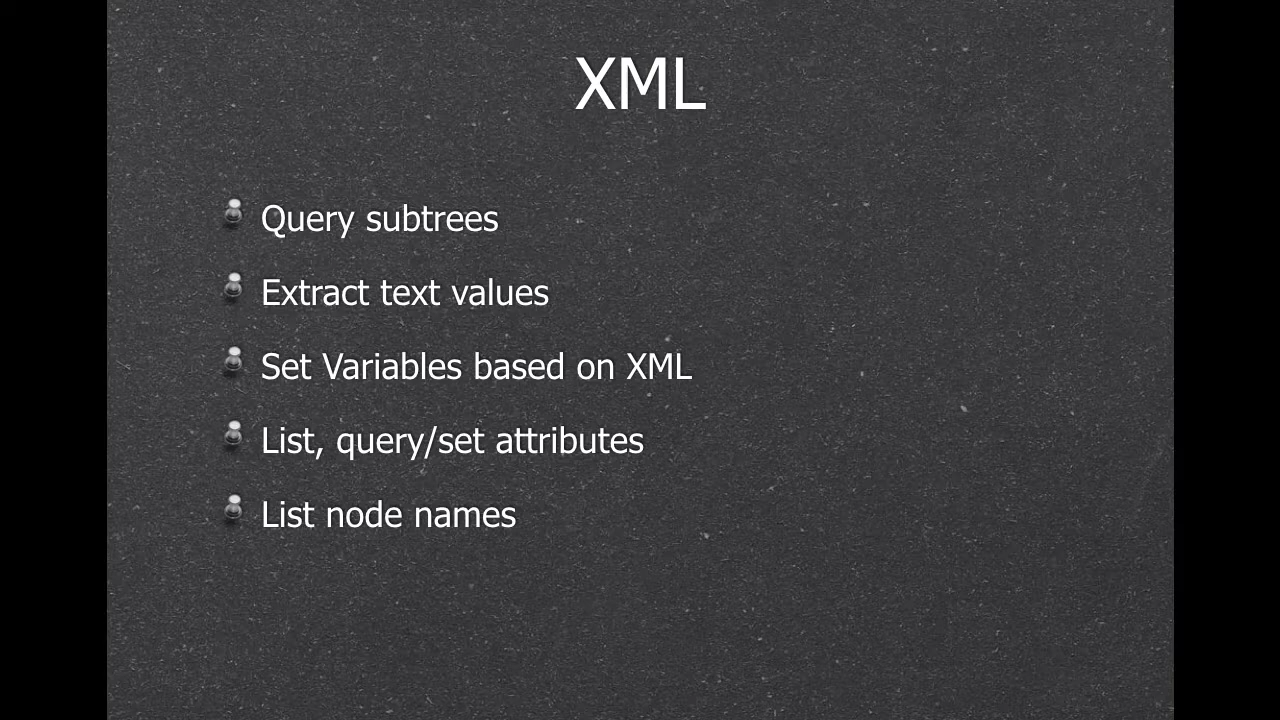 XML
Query subtrees
Extract text values
Set Variables based on XML
List, query/set attributes
List node names